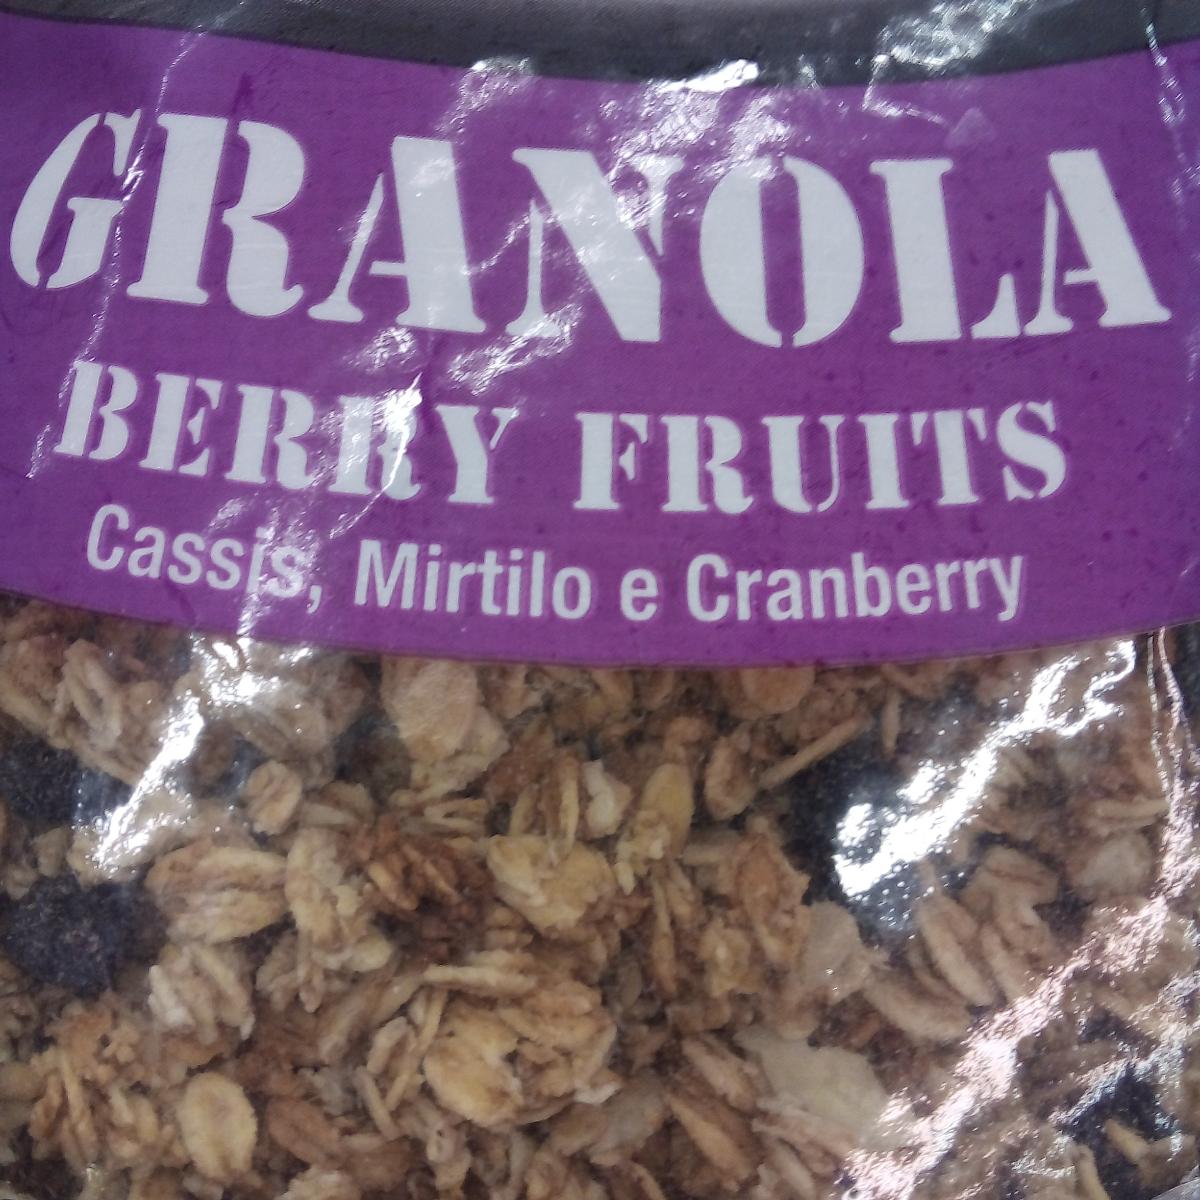 GRANOLA
BERRY FRUITS
Cassis, Mirtilo e Cranberry